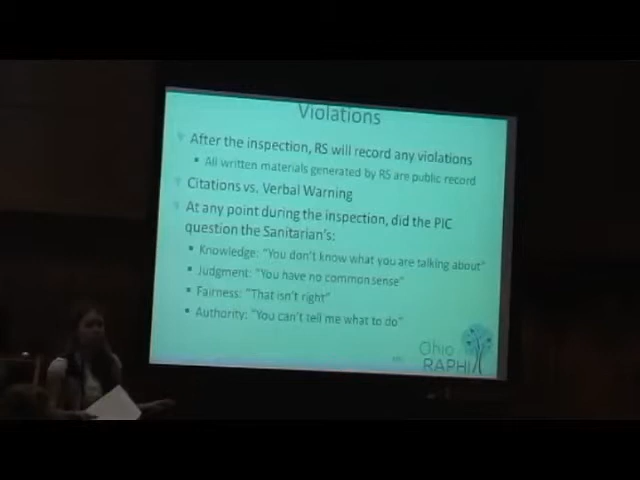 Violations
After the inspection, RS will record any violations
All written materials generated by RS are public record
Citations vs. Verbal Warning
At any point during the inspection, did the PIC
question the Sanitarian's:
Knowledge: "You don't know what you are talking about"
Judgment: "You have no common sense"
Fairness: "That isn't right"
Authority: "You can't tell me what to do"
Ohio
RAPHI